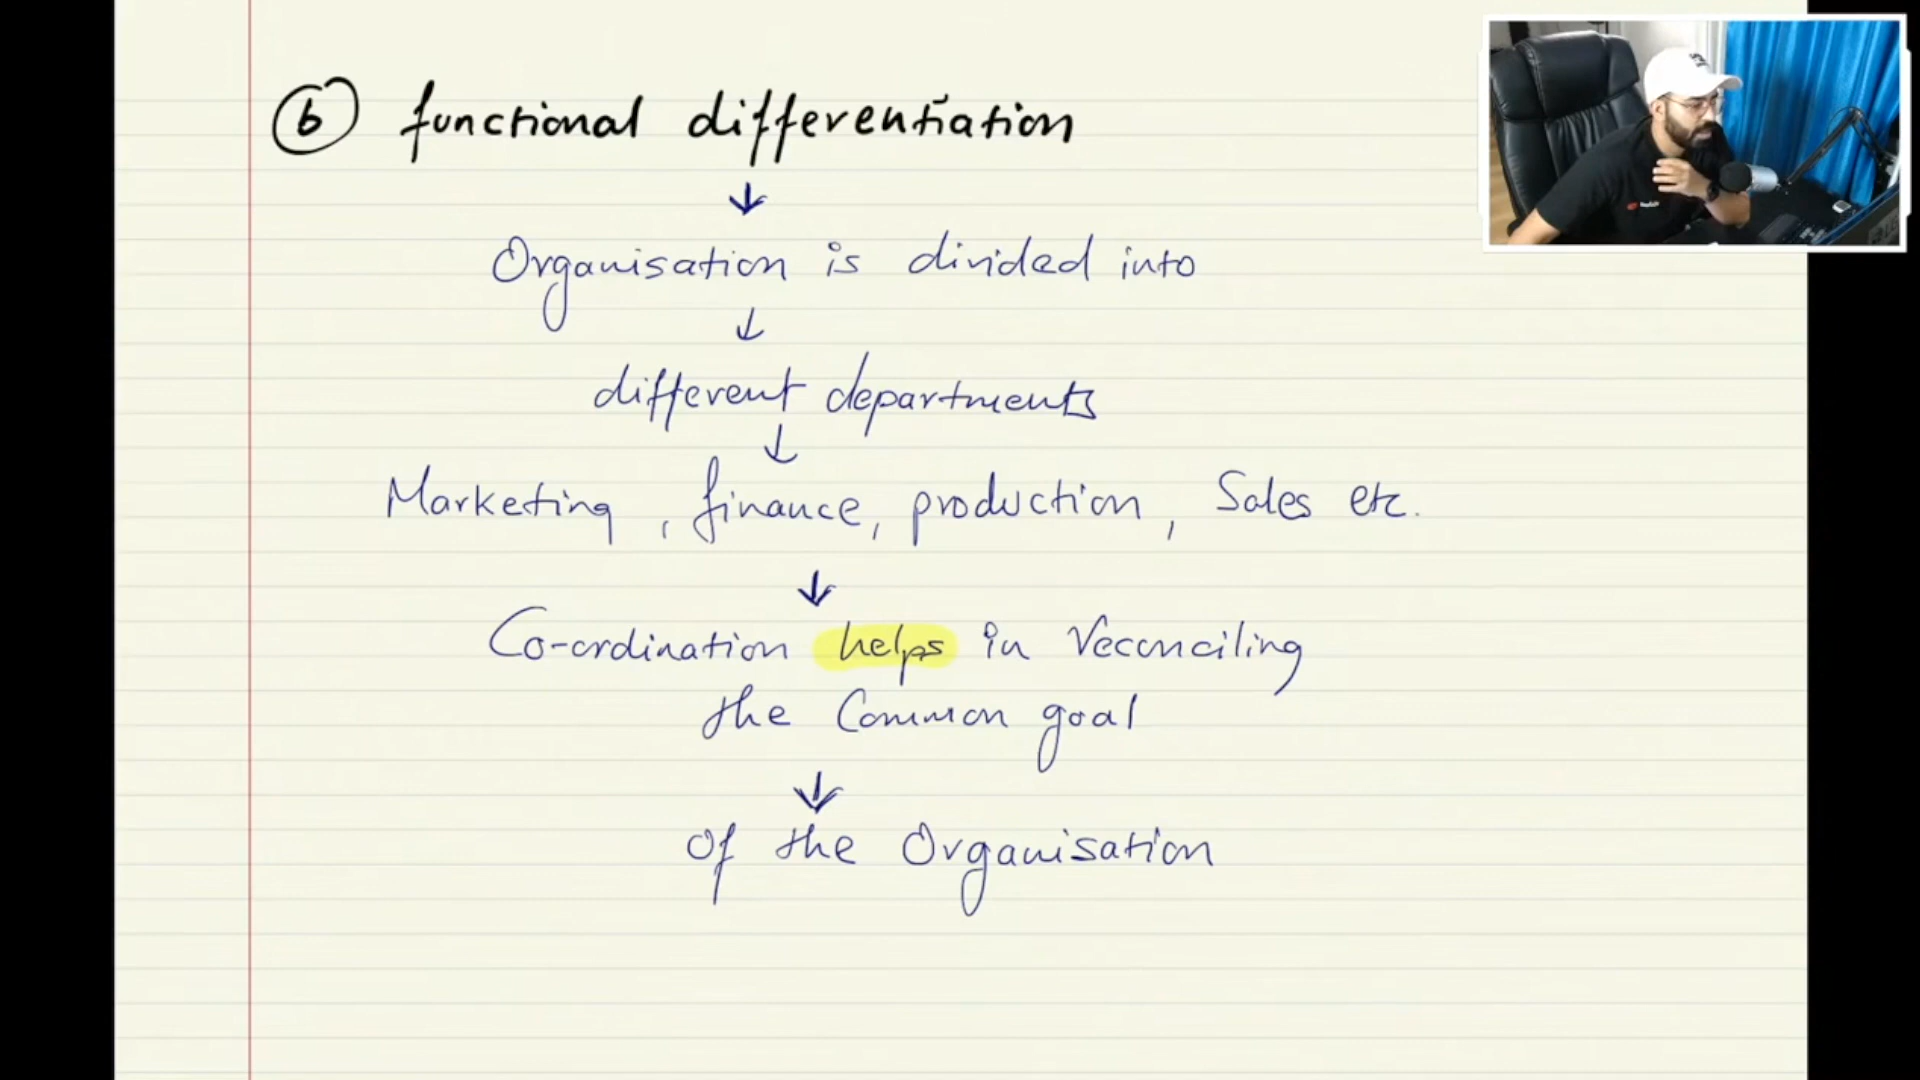 b functional differentiation
Organisation is divided into
different departments
Marketing, finance, production, Sales etc.
Co-ordination helps in reconciling
the Common goal
of the Organisation